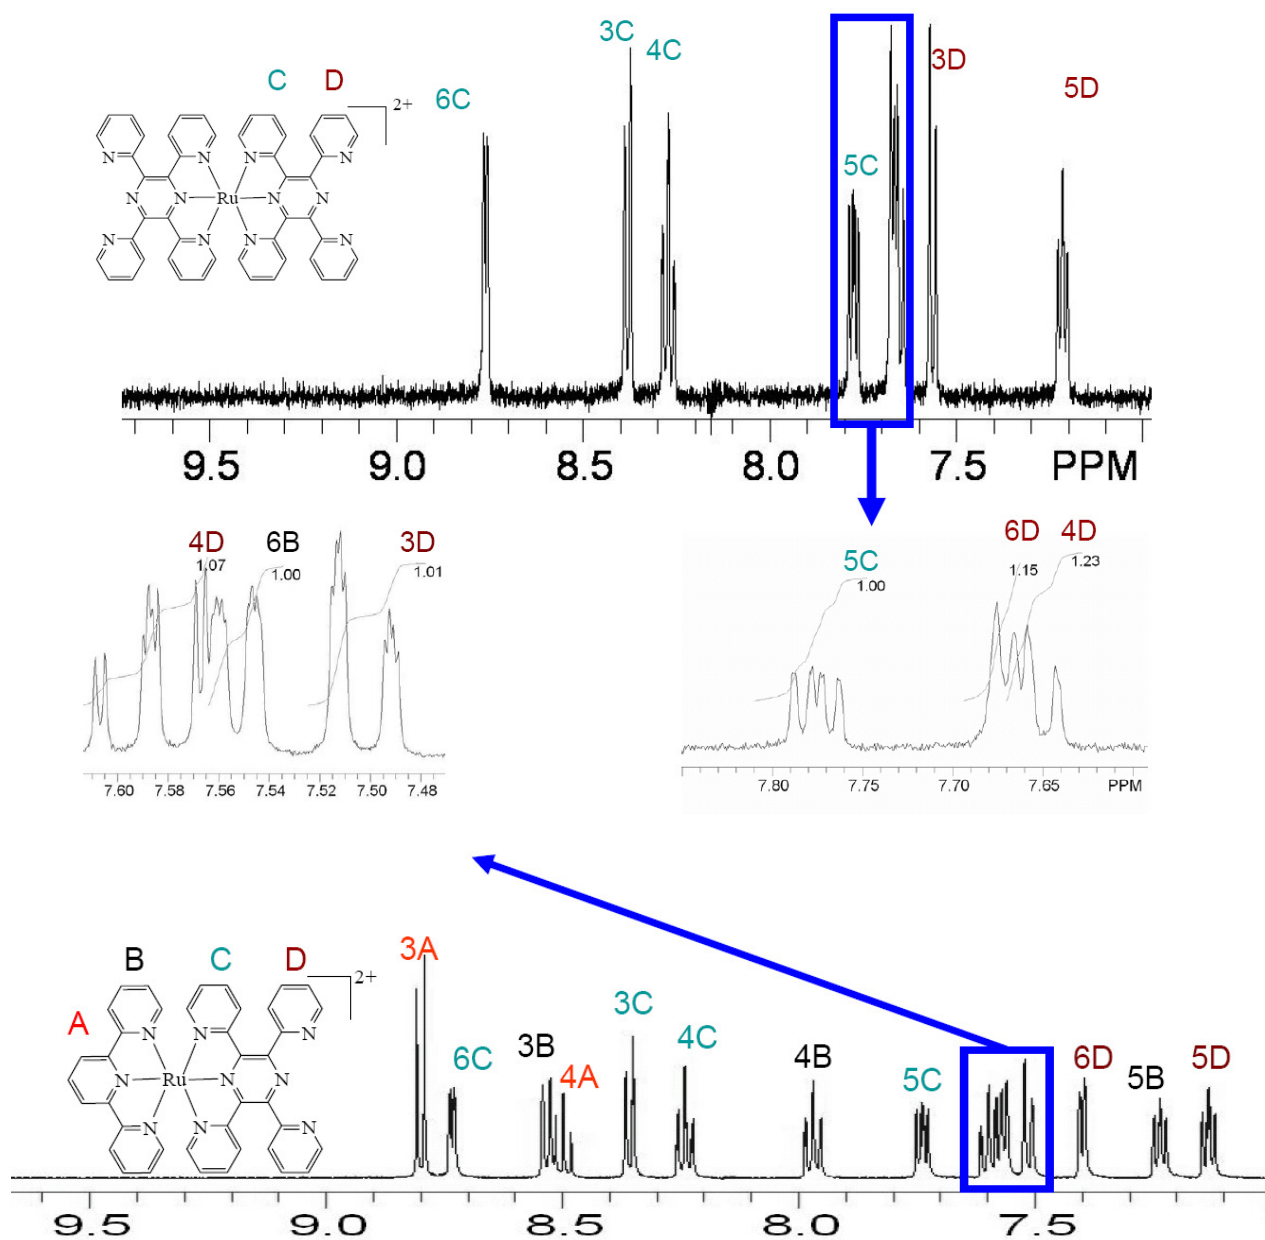 3C
4C
3D
C D
5D
6C
2+
5C
N N N N
N N Ru N N
N N N N
9.5 9.0 8.5 8.0 7.5 PPM
4D 6B 3D
1.07 1.00 1.01
6D 4D
5C
1.00 1.15 1.23
7.60 7.58 7.56 7.54 7.52 7.50 7.48
7.80 7.75 7.70 7.65 PPM
3A
B C D
2+
A
3C
3B 4C
6C 4B 6D
4A 5C 5B 5D
N N N
N Ru N N
N N N
9.5 9.0 8.5 8.0 7.5